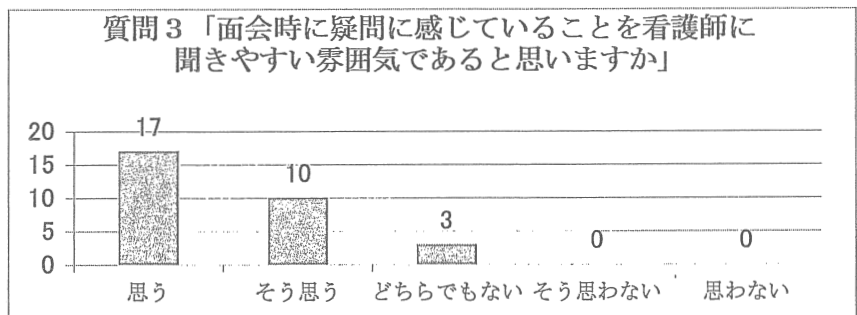 質問3「面会時に疑問に感じていることを看護師に
聞きやすい雰囲気であると思いますか」
20
15
10
5
0
17
10
3
0
0
思う
そう思う
どちらでもない
そう思わない
思わない